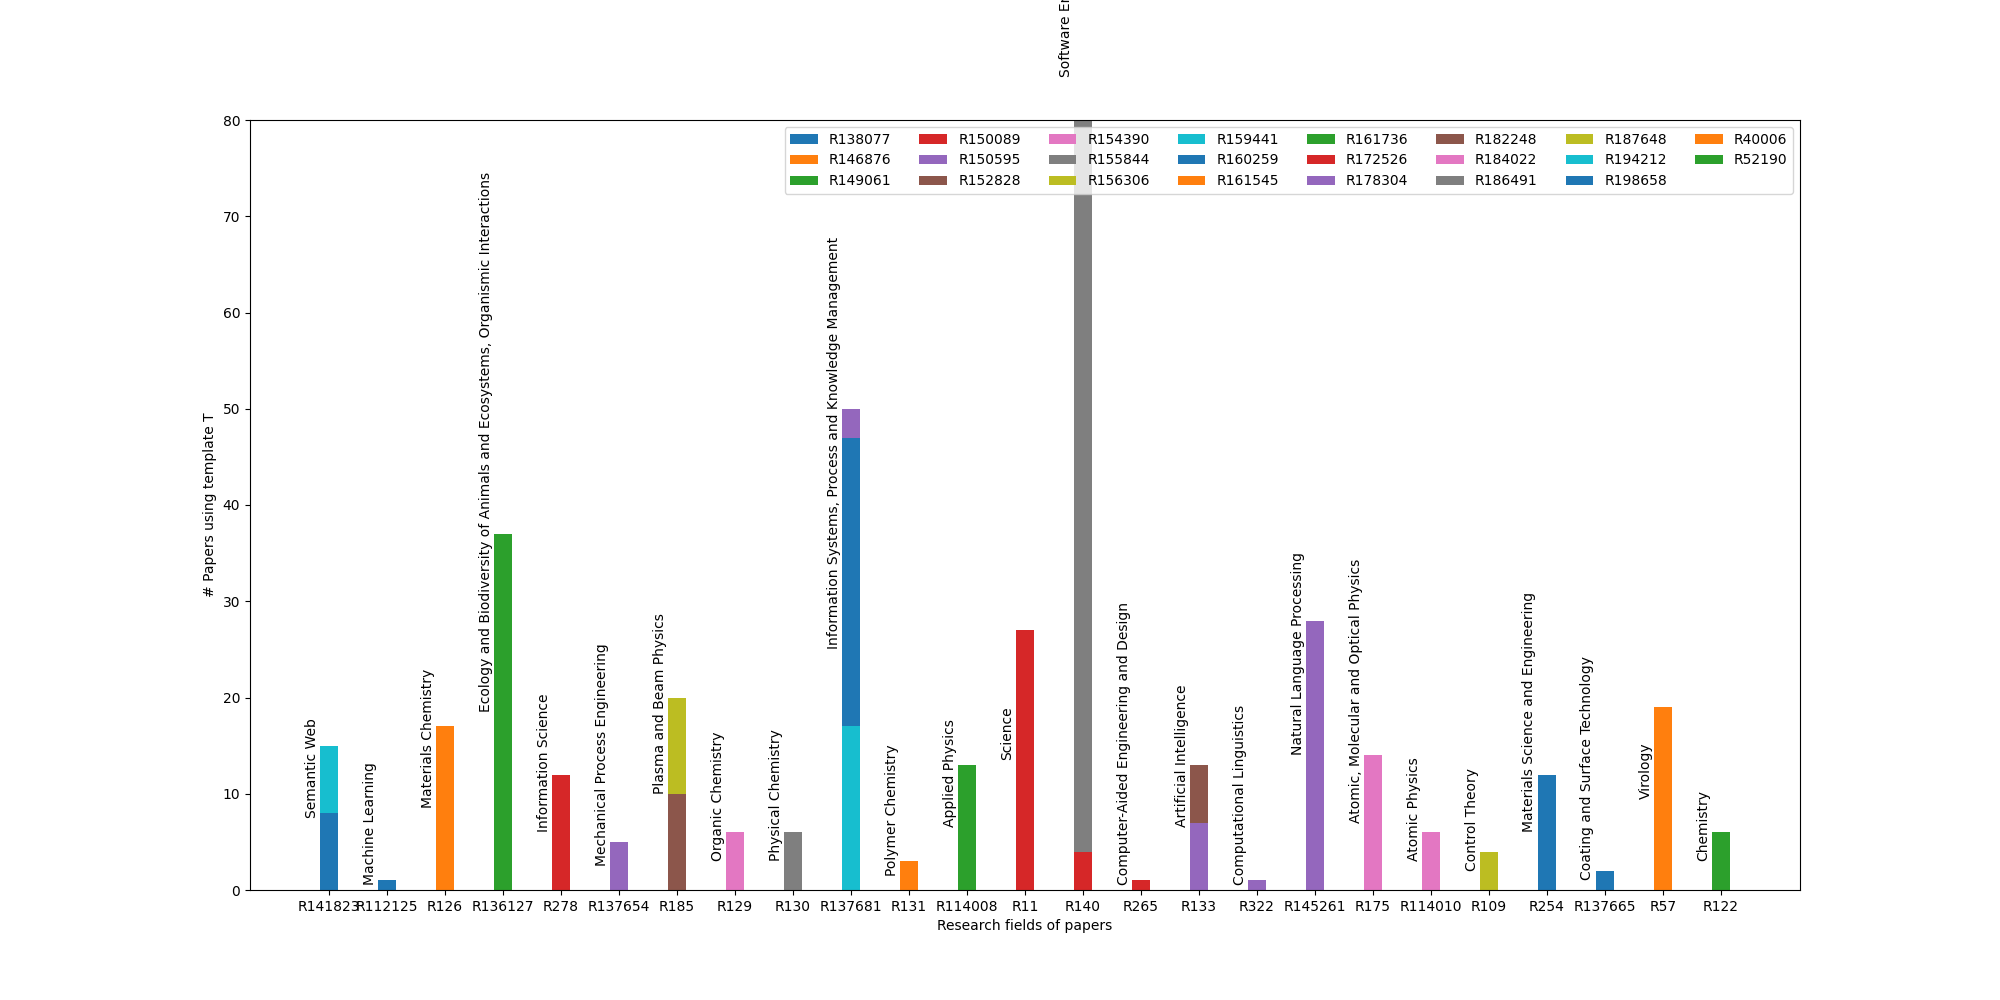 Software En
80
70
60
50
40
30
20
10
0
# Papers using template T
R138077 R150089 R154390 R159441 R161736 R182248 R187648 R40006
R146876 R150595 R155844 R160259 R172526 R184022 R194212 R52190
R149061 R152828 R156306 R161545 R178304 R186491 R198658
Semantic Web
Machine Learning
Materials Chemistry
Ecology and Biodiversity of Animals and Ecosystems, Organismic Interactions
Information Science
Mechanical Process Engineering
Plasma and Beam Physics
Organic Chemistry
Physical Chemistry
Information Systems, Process and Knowledge Management
Polymer Chemistry
Applied Physics
Science
Computer-Aided Engineering and Design
Artificial Intelligence
Computational Linguistics
Natural Language Processing
Atomic, Molecular and Optical Physics
Atomic Physics
Control Theory
Materials Science and Engineering
Coating and Surface Technology
Virology
Chemistry
R141823 R112125 R126 R136127 R278 R137654 R185 R129 R130 R137681 R131 R114008 R11 R140 R265 R133 R322 R145261 R175 R114010 R109 R254 R137665 R57 R122
Research fields of papers